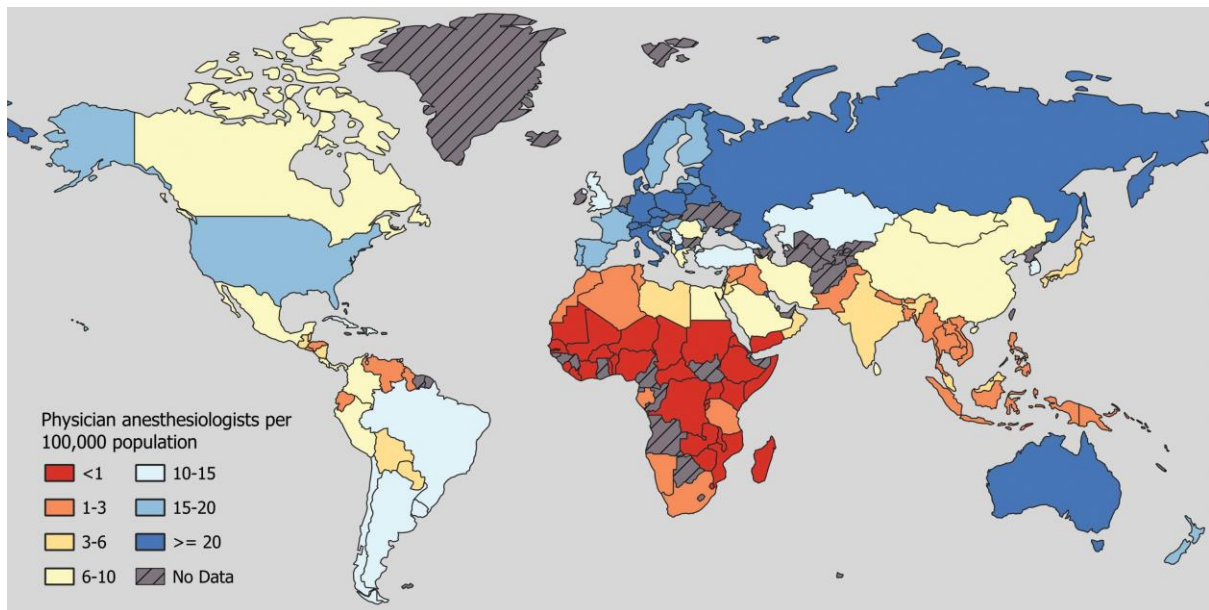 Physician anesthesiologists per
100,000 population
<1
10-15
1-3
15-20
3-6
>= 20
6-10
No Data